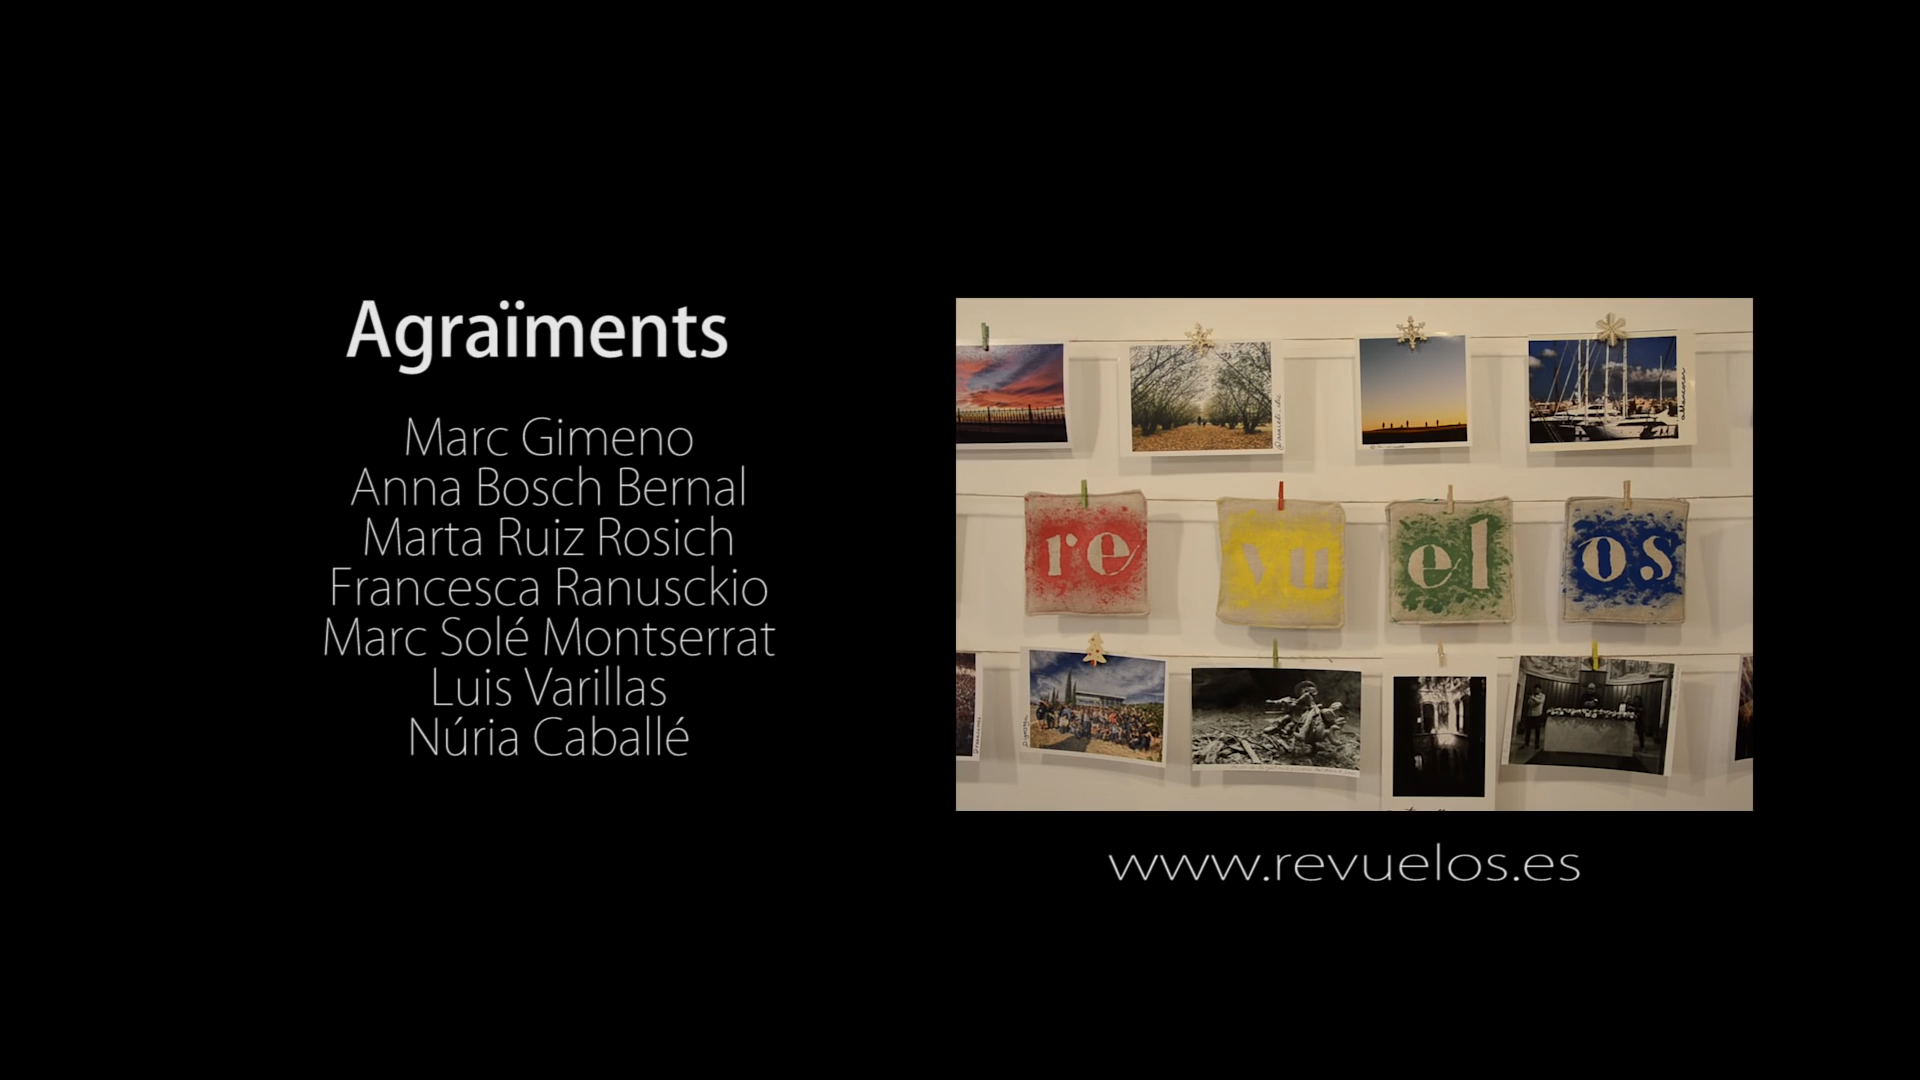 Agraïments
Marc Gimeno
Anna Bosch Bernal
Marta Ruiz Rosich
Francesca Ranusckio
Marc Solé Montserrat
Luis Varillas
Núria Caballé
re vu el os
www.revuelos.es